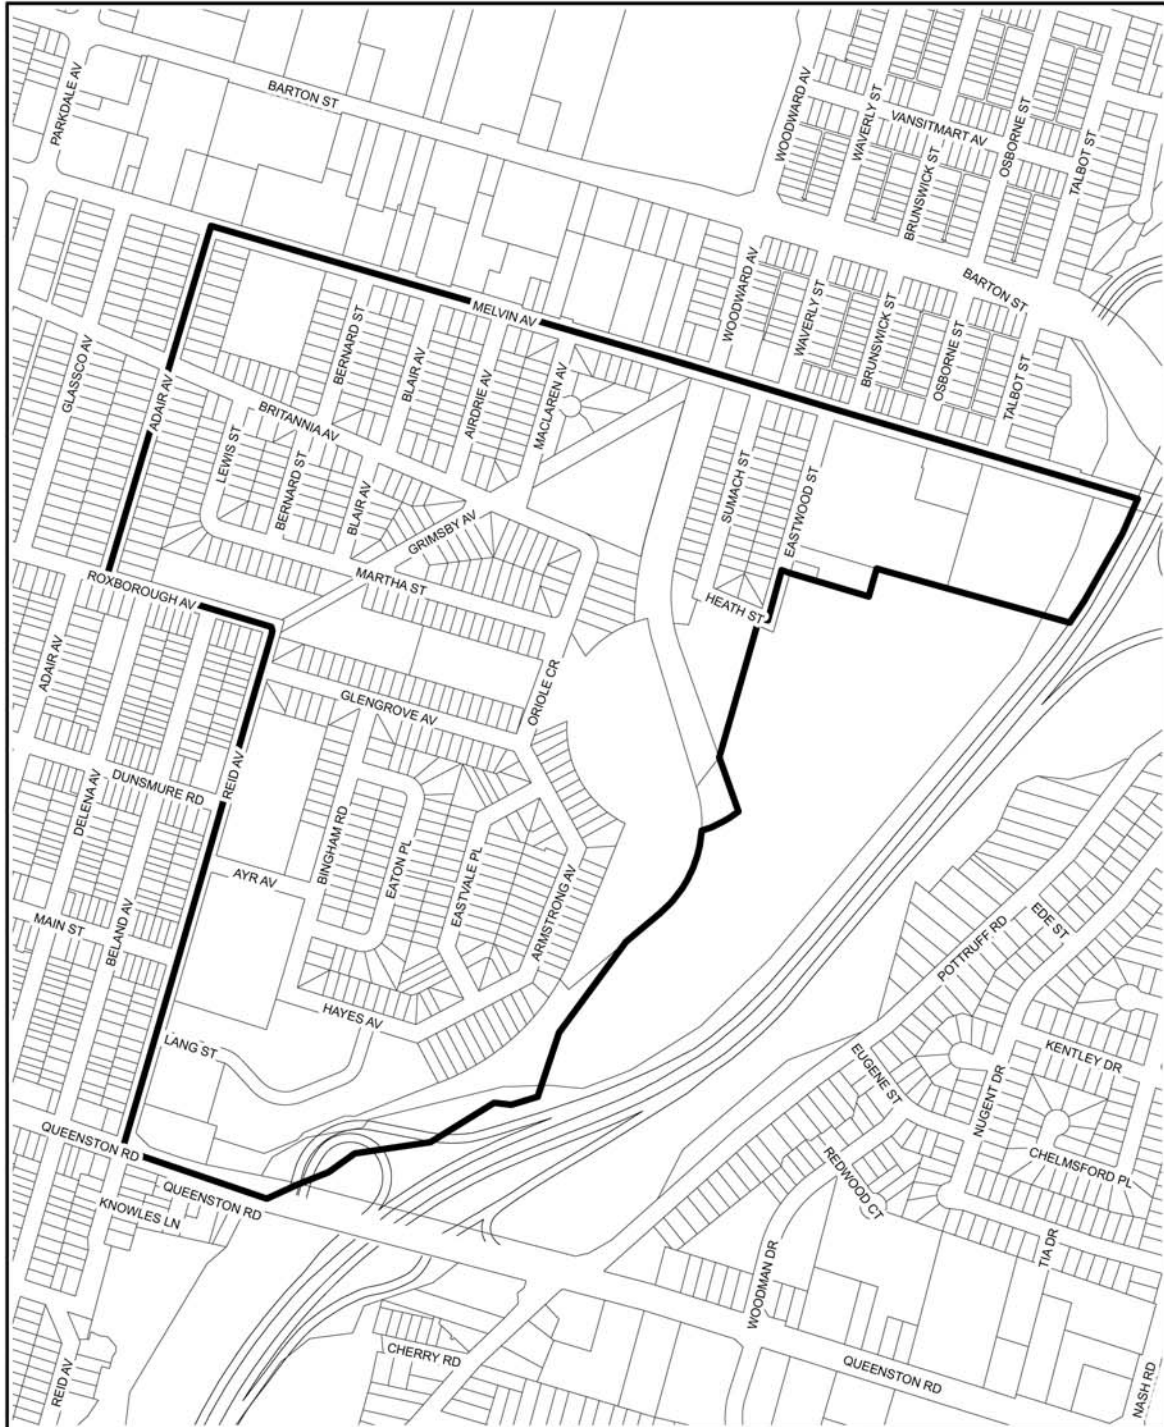 PARKDALE AV
BARTON ST
WOODWARD AV
WAVERLY ST
VANSITMART AV
BRUNSWICK ST
OSBORNE ST
TALBOT ST
BARTON ST
WOODWARD AV
WAVERLY ST
BRUNSWICK ST
OSBORNE ST
TALBOT ST
MELVIN AV
GLASSCO AV
ADAIR AV
BERNARD ST
BLAIR AV
AIRDRIE AV
MACLAREN AV
BRITANNIA AV
LEWIS ST
BERNARD ST
BLAIR AV
GRIMSBY AV
SUMACH ST
EASTWOOD ST
ROXBOROUGH AV
MARTHA ST
HEATH ST
ADAIR AV
GLENGROVE AV
ORIOLE CR
REID AV
DUNSMURE RD
DELENA AV
BINGHAM RD
EATON PL
EASTVALE PL
AYR AV
ARMSTRONG AV
MAIN ST
BELAND AV
HAYES AV
LANG ST
EDE ST
POTTRUFF RD
EUGENE ST
KENTLEY DR
NUGENT DR
CHELMSFORD PL
REDWOOD CT
TIA DR
WOODMAN DR
QUEENSTON RD
QUEENSTON RD
KNOWLES LN
REID AV
CHERRY RD
QUEENSTON RD
NASH RD